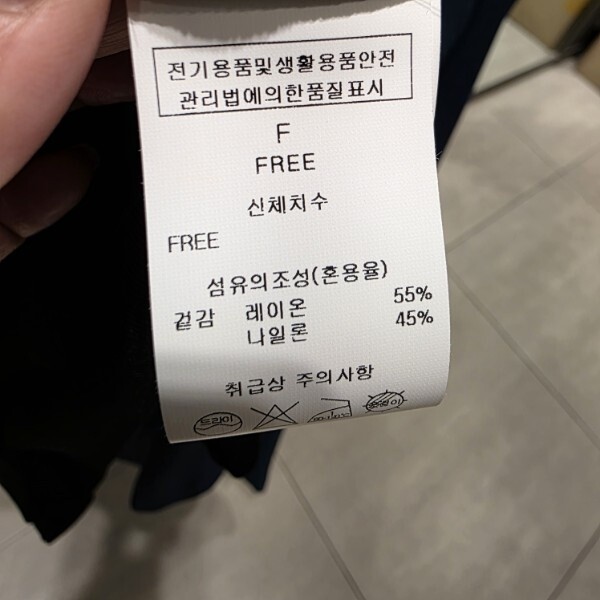 전기용품및생활용품안전
관리법에의한품질표시
F
FREE
신체치수
FREE
섬유의조성(혼용율)
겉감 레이온 55%
나일론 45%
취급상 주의사항
드라이